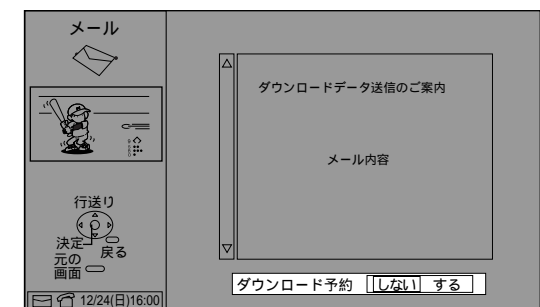 メール
行送り
決定
戻る
元の
画面
12/24(日)16:00
ダウンロードデータ送信のご案内
メール内容
ダウンロード予約 しない する